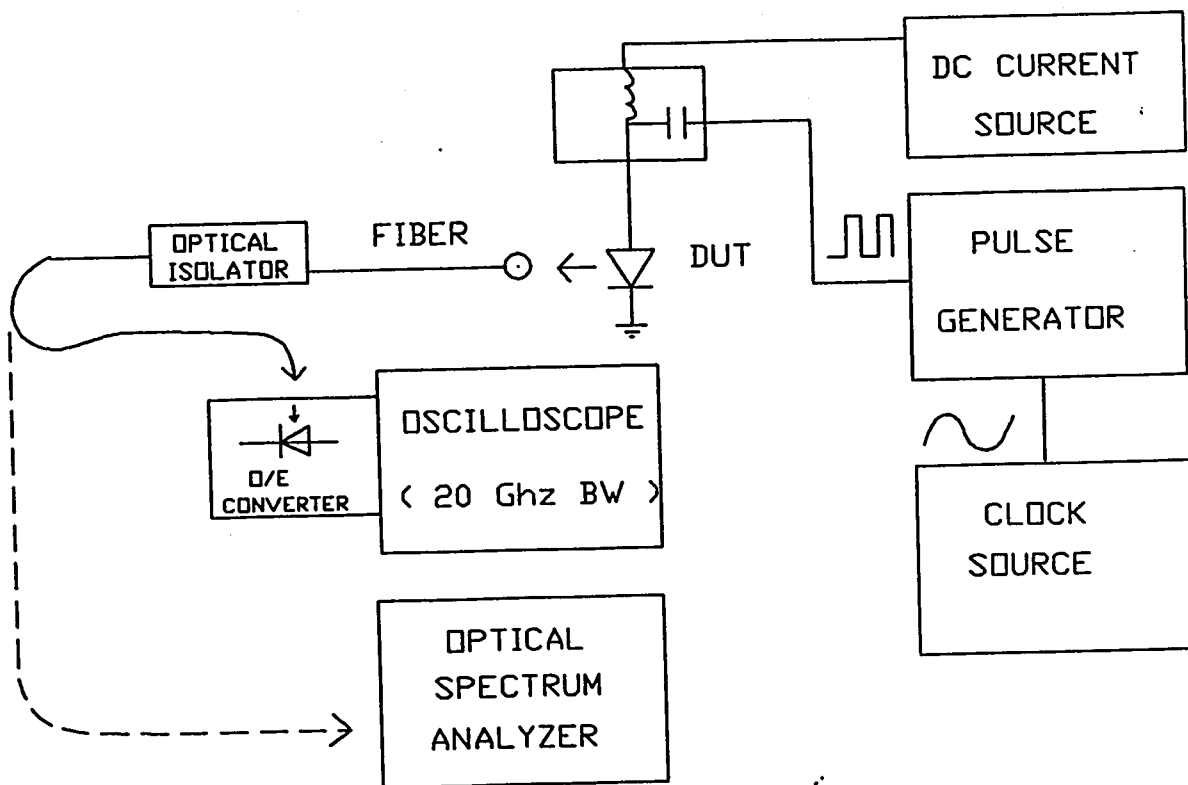 DC CURRENT
SOURCE
OPTICAL
ISOLATOR
FIBER
DUT
PULSE
GENERATOR
OSCILLOSCOPE
( 20 Ghz BW )
O/E
CONVERTER
CLOCK
SOURCE
OPTICAL
SPECTRUM
ANALYZER